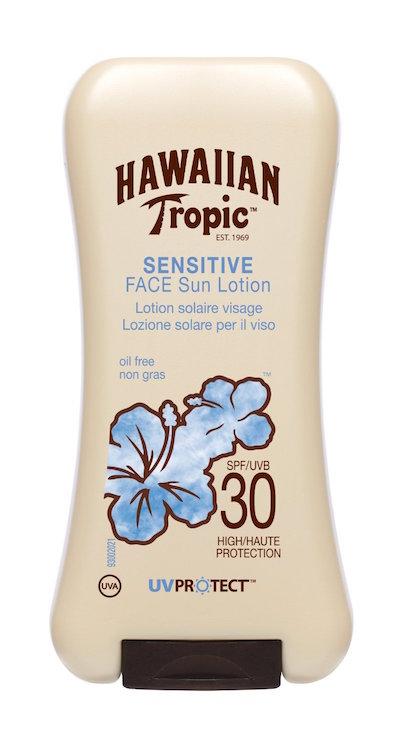 HAWAIIAN
Tropic™
EST. 1969
SENSITIVE
FACE Sun Lotion
Lotion solaire visage
Lozione solare per il viso
oil free
non gras
™
SPF/UVB
30
HIGH/HAUTE
PROTECTION
93002021
UVA
UVPROTECT™